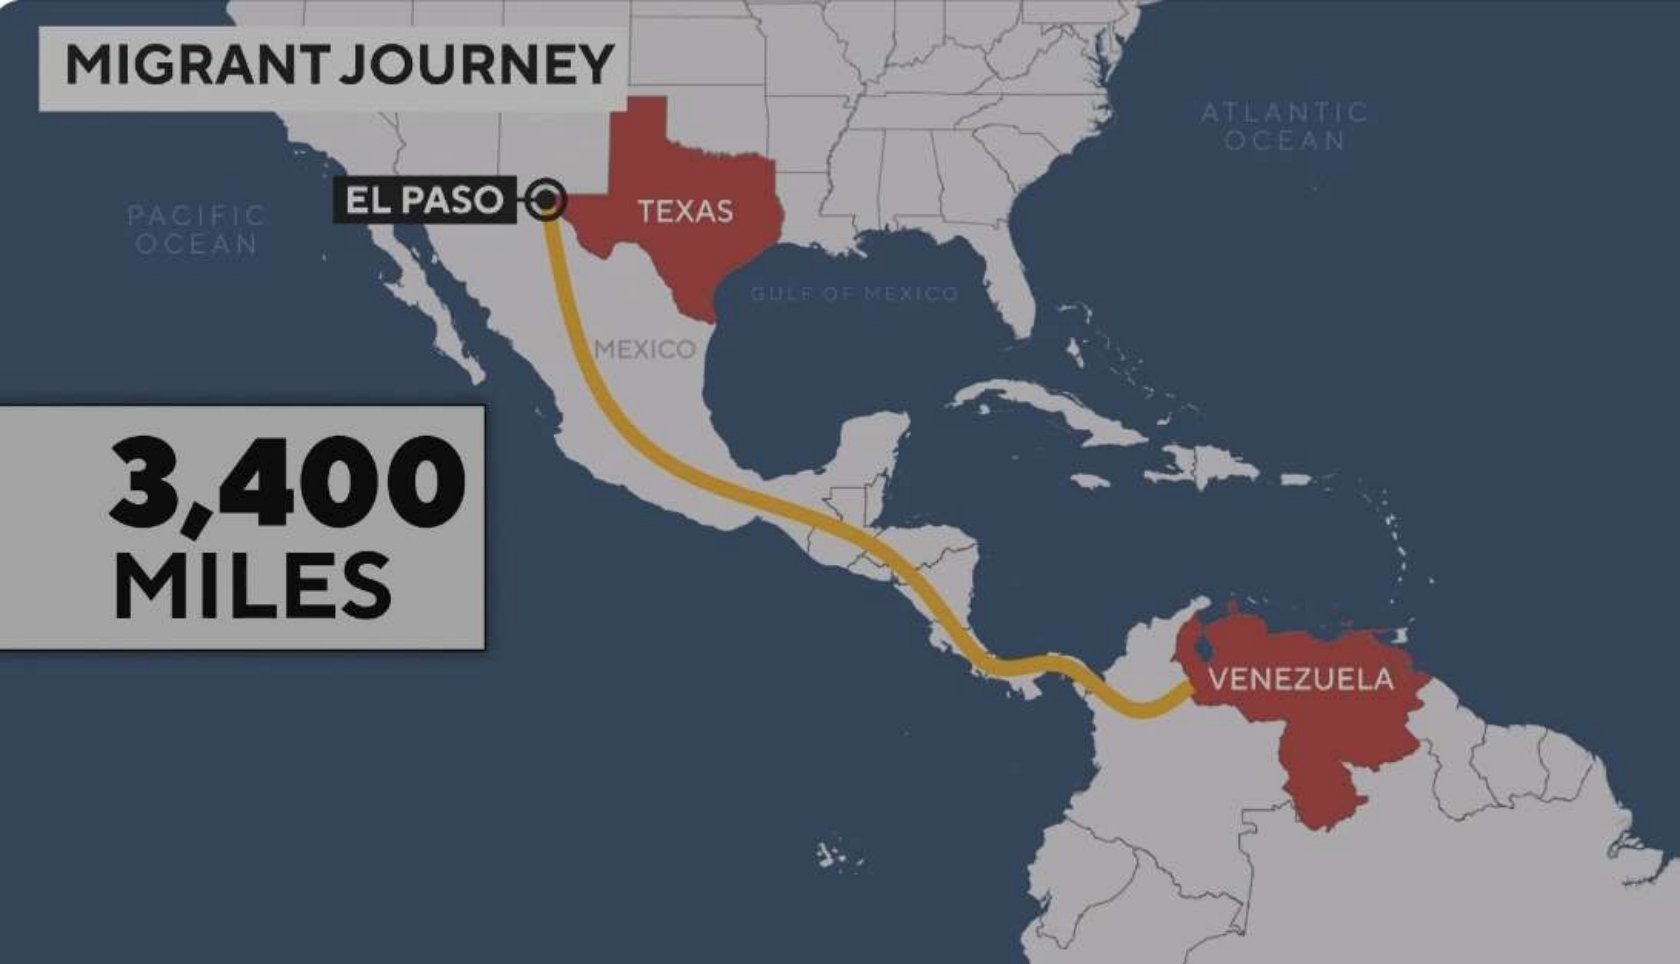 MIGRANT JOURNEY
ATLANTIC
OCEAN
EL PASO
TEXAS
PACIFIC
OCEAN
GULF OF MEXICO
MEXICO
3,400
MILES
VENEZUELA